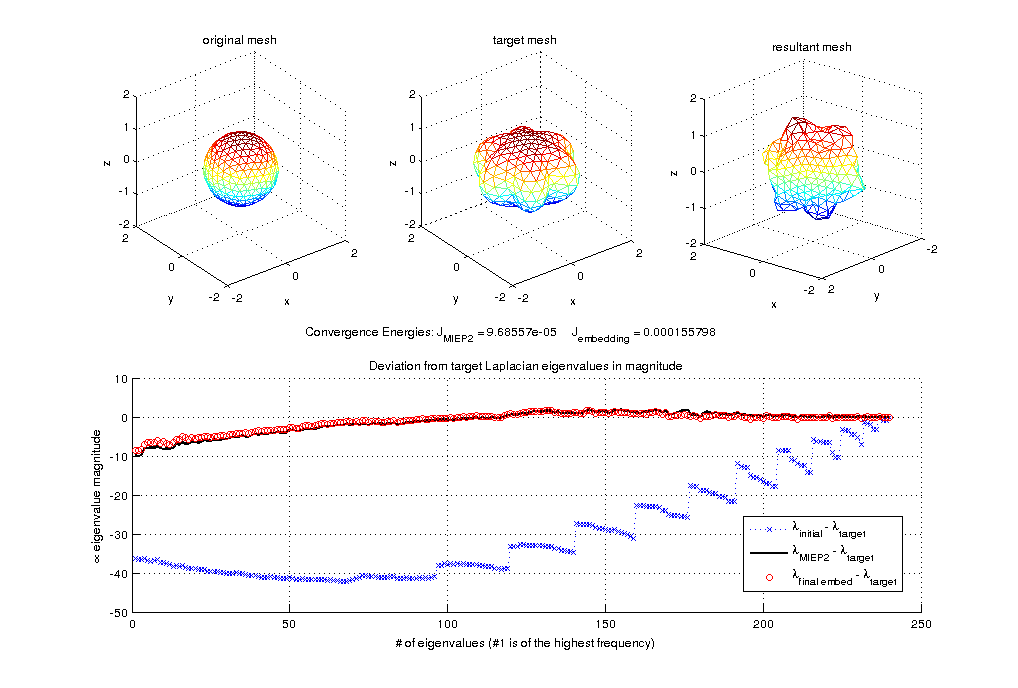 original mesh
target mesh
resultant mesh
2
1
0
-1
-2
z
2
0
-2
y
-2
0
2
x
2
1
0
-1
-2
z
2
0
-2
y
-2
0
2
x
2
1
0
-1
-2
z
2
0
-2
x
2
0
-2
y
Convergence Energies: J_MIEP2 = 9.68557e-05 J_embedding = 0.000155798
Deviation from target Laplacian eigenvalues in magnitude
10
0
-10
-20
-30
-40
-50
∝ eigenvalue magnitude
λ_initial - λ_target
λ_MIEP2 - λ_target
λ_final embed - λ_target
0 50 100 150 200 250
# of eigenvalues (#1 is of the highest frequency)